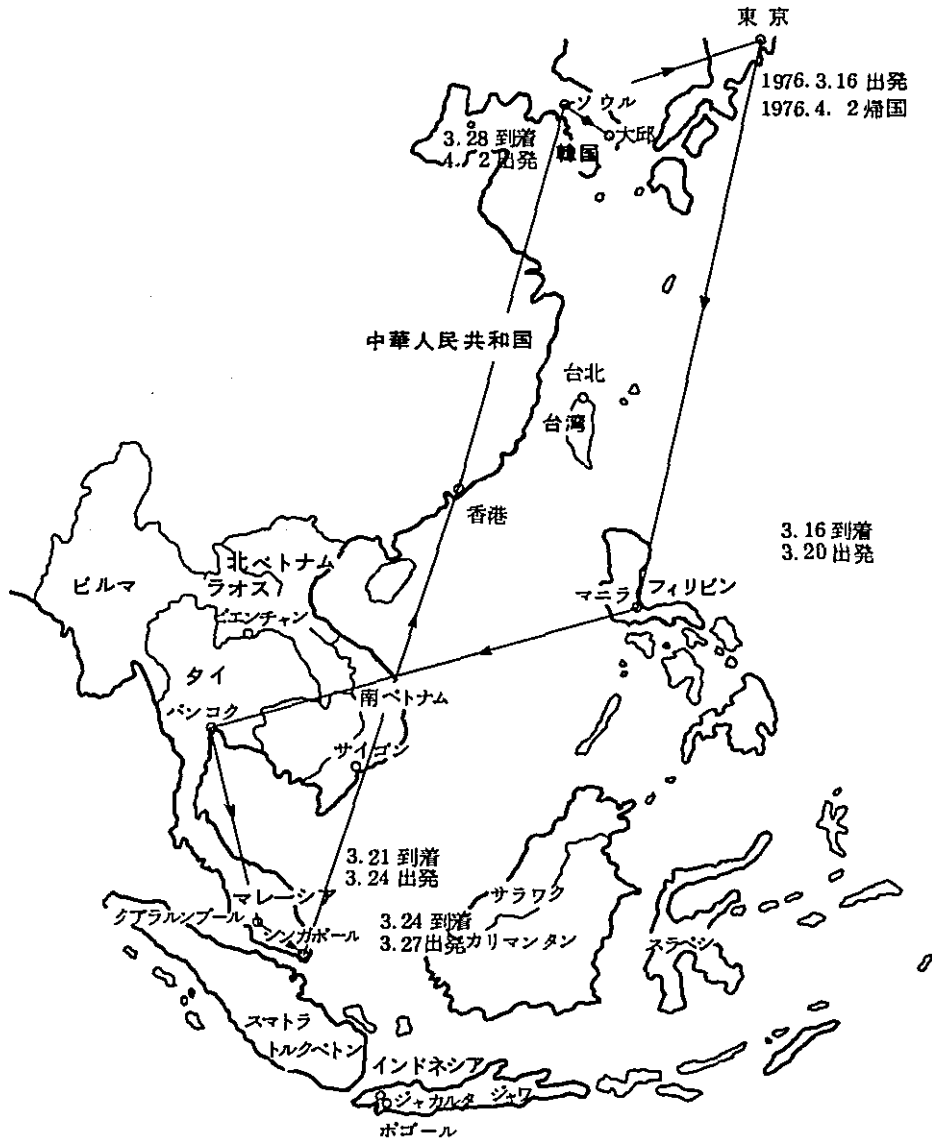 東京
1976.3.16 出発
1976.4. 2 帰国
ソウル
大邱
3.28 到着
4. 2 出発
韓国
中華人民共和国
台北
台湾
香港
3.16 到着
3.20 出発
北ベトナム
ビルマ
ラオス
ビエンチャン
マニラ
フィリピン
タイ
南ベトナム
バンコク
サイゴン
3.21 到着
3.24 出発
マレーシア
サラワク
クアラルンプール
シンガポール
3.24 到着
3.27 出発
カリマンタン
スラベシ
スマトラ
トルクベトン
インドネシア
ジャカルタ
ジャワ
ボゴール